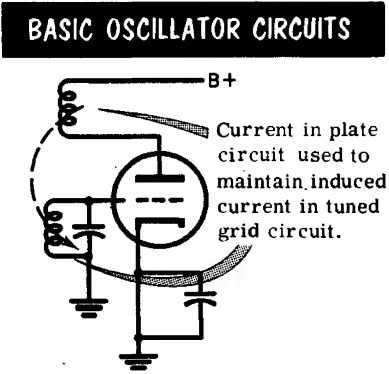 BASIC OSCILLATOR CIRCUITS
B+
Current in plate
circuit used to
maintain induced
current in tuned
grid circuit.